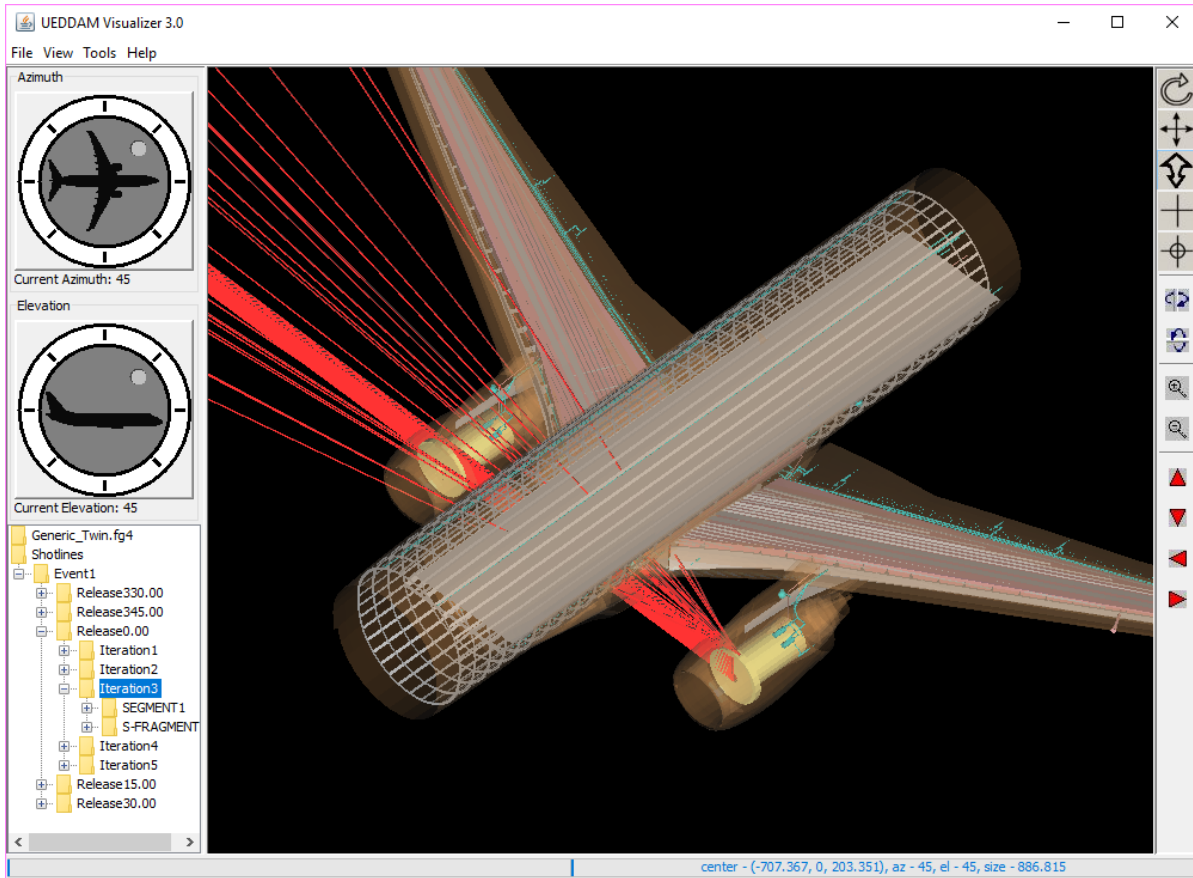 UEDDAM Visualizer 3.0
File View Tools Help
Azimuth
Current Azimuth: 45
Elevation
Current Elevation: 45
Generic_Twin.fg4
Shotlines
Event1
Release330.00
Release345.00
Release0.00
Iteration1
Iteration2
Iteration3
SEGMENT1
S-FRAGMENT
Iteration4
Iteration5
Release15.00
Release30.00
center - (-707.367, 0, 203.351), az - 45, el - 45, size - 886.815